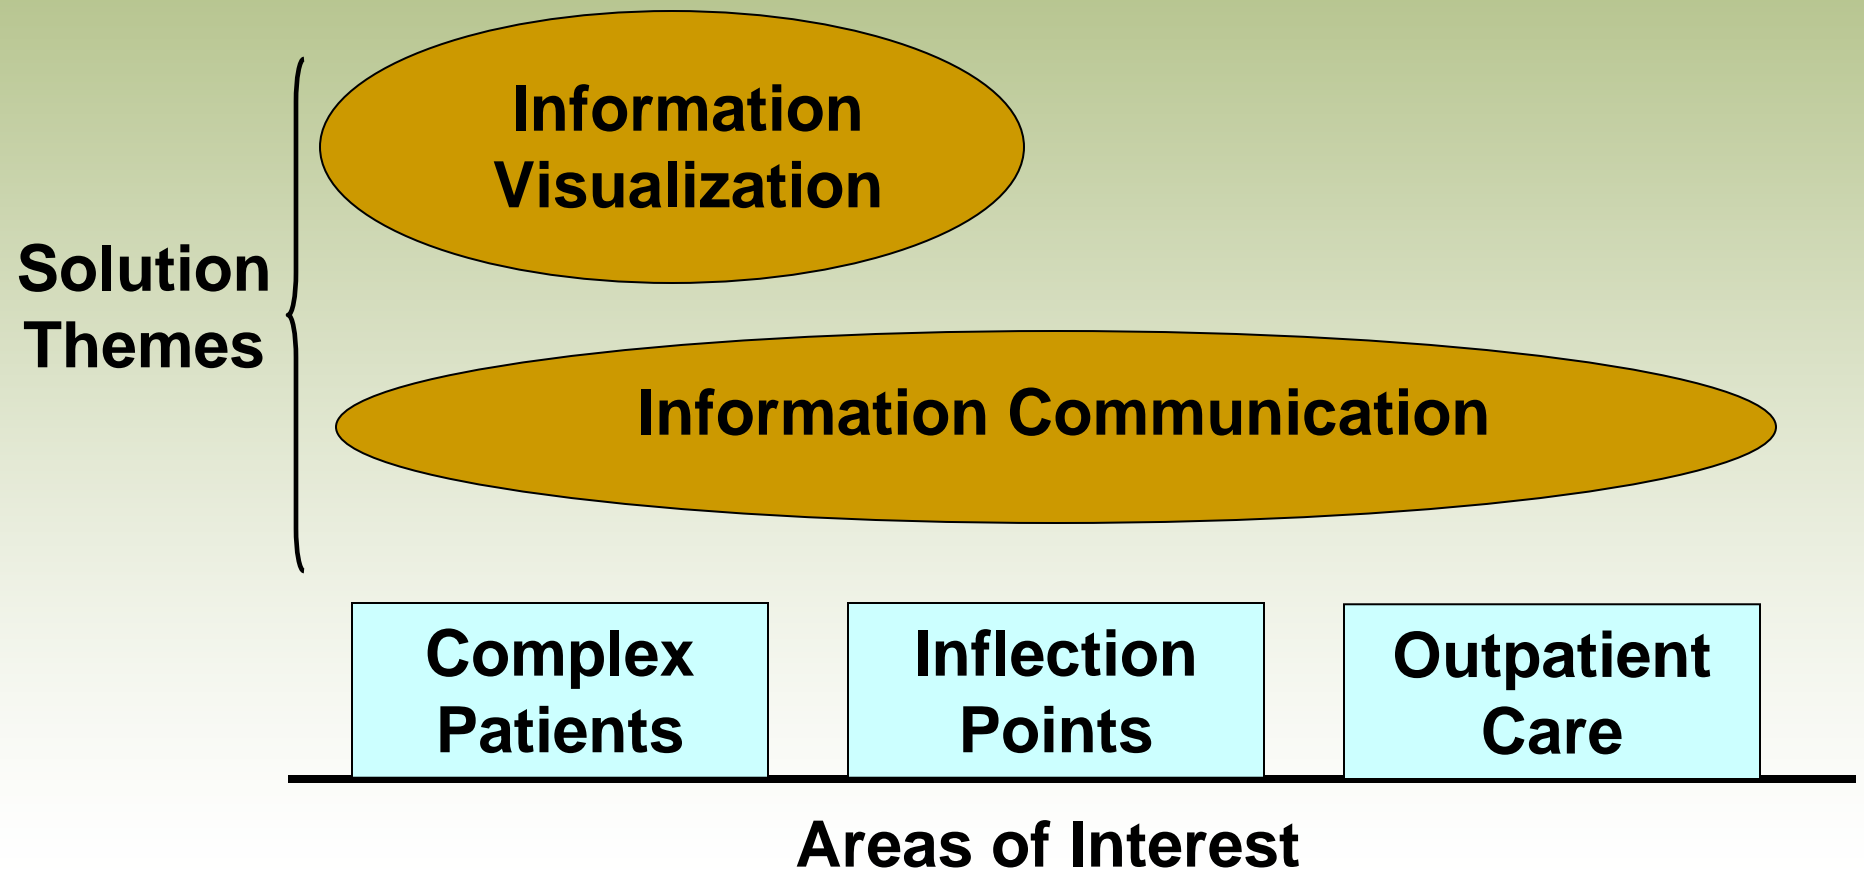 Information
Visualization
Solution
Themes
Information Communication
Complex
Patients
Inflection
Points
Outpatient
Care
Areas of Interest